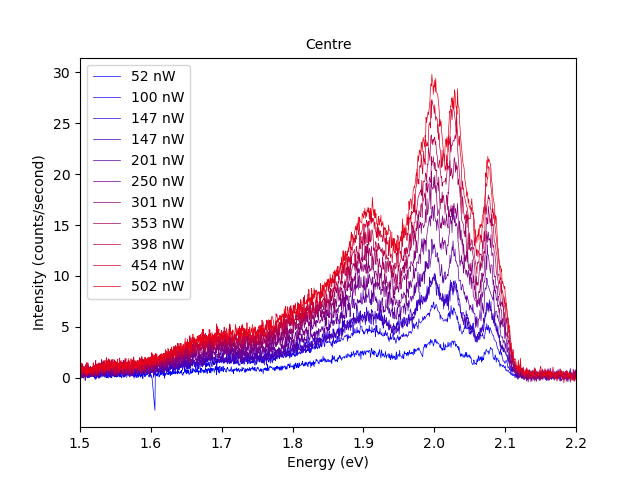 Centre
52 nW
100 nW
147 nW
147 nW
201 nW
250 nW
301 nW
353 nW
398 nW
454 nW
502 nW
Intensity (counts/second)
30
25
20
15
10
5
0
1.5 1.6 1.7 1.8 1.9 2.0 2.1 2.2
Energy (eV)